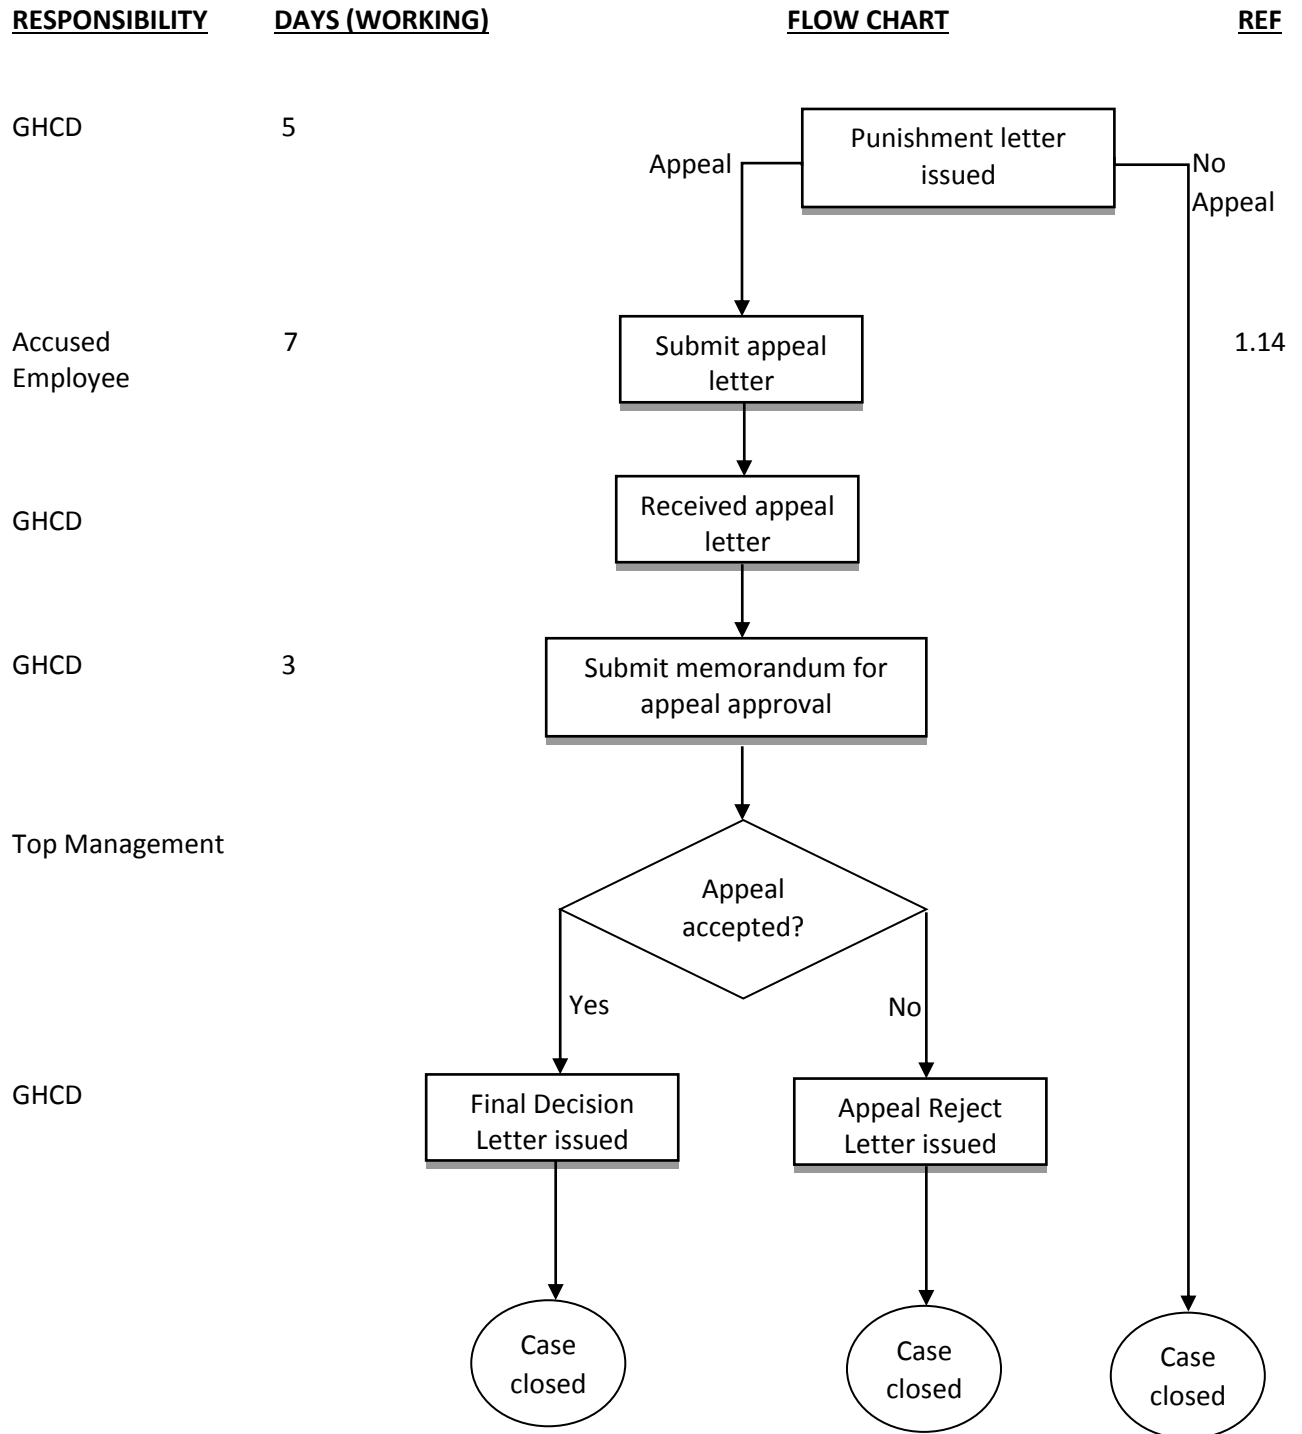 RESPONSIBILITY DAYS (WORKING) FLOW CHART REF
GHCD 5
Punishment letter
issued
Appeal
No
Appeal
Accused
Employee
7
Submit appeal
letter
1.14
GHCD
Received appeal
letter
GHCD 3
Submit memorandum for
appeal approval
Top Management
Appeal
accepted?
Yes
No
GHCD
Final Decision
Letter issued
Appeal Reject
Letter issued
Case
closed
Case
closed
Case
closed